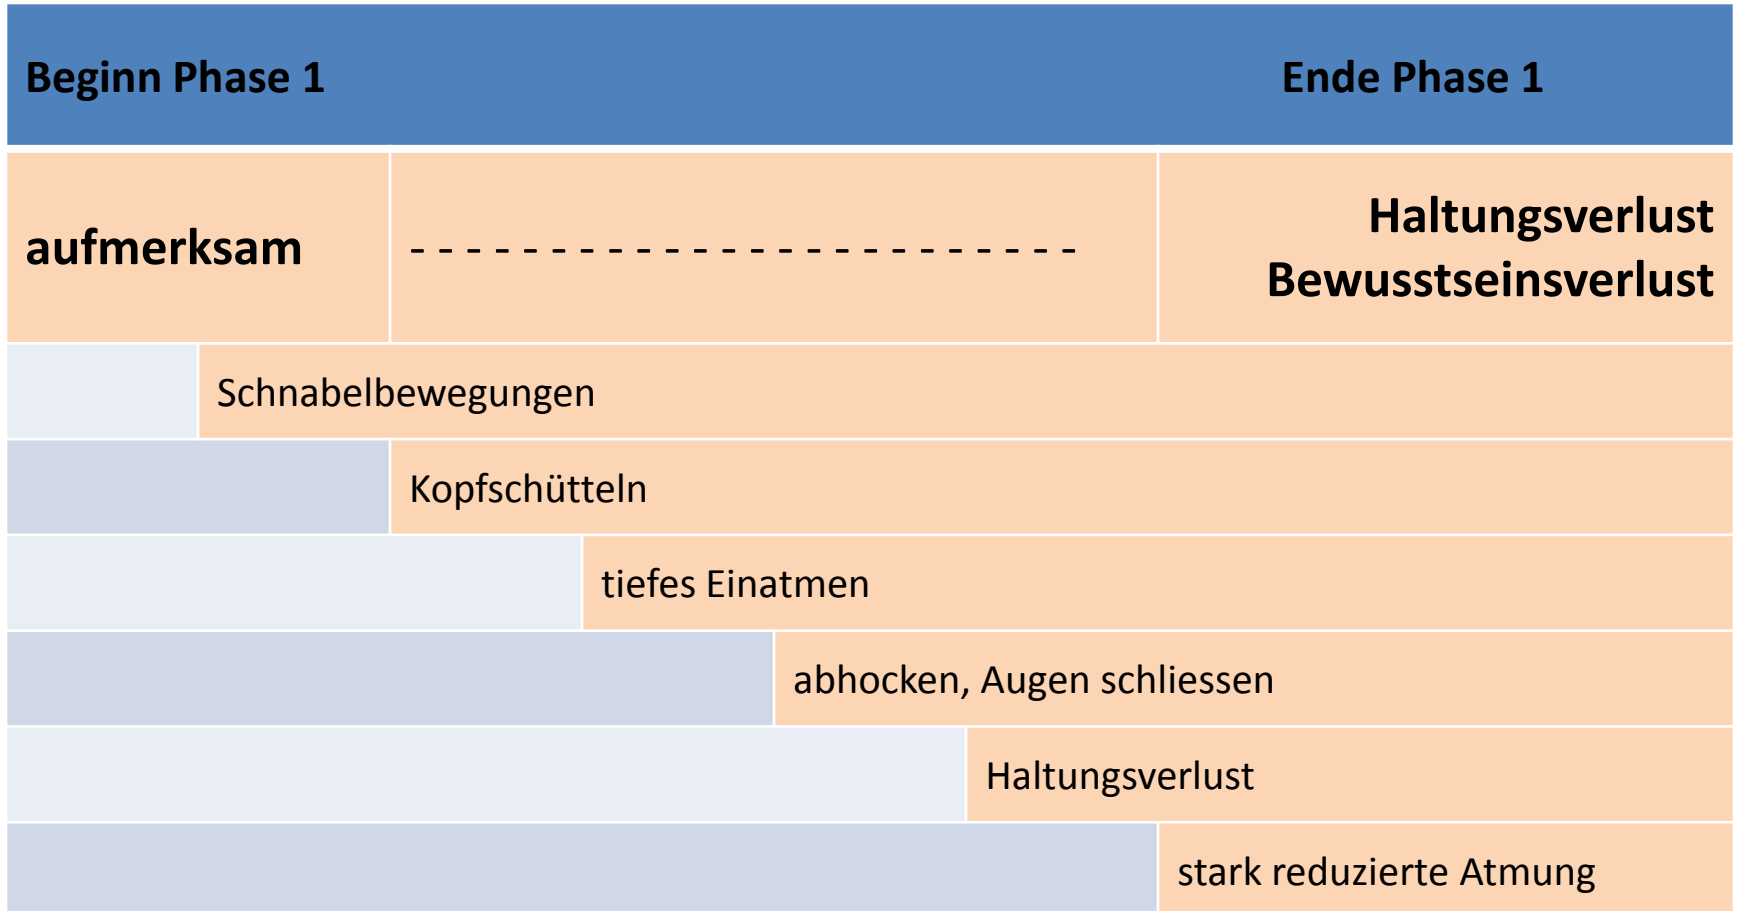 Beginn Phase 1 Ende Phase 1
aufmerksam - - - - - - - - - - - - - - - - - - - - - - - - Haltungsverlust
Bewusstseinsverlust
Schnabelbewegungen
Kopfschütteln
tiefes Einatmen
abhocken, Augen schliessen
Haltungsverlust
stark reduzierte Atmung